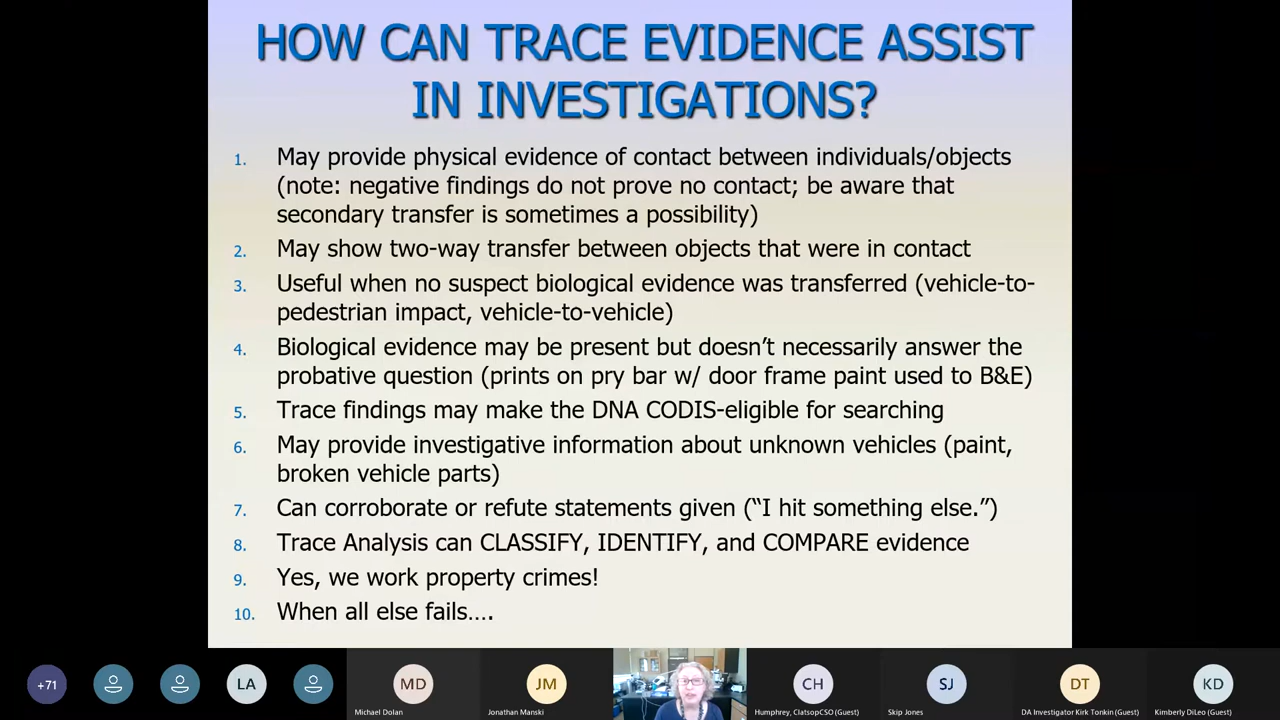 HOW CAN TRACE EVIDENCE ASSIST
IN INVESTIGATIONS?
1. May provide physical evidence of contact between individuals/objects
(note: negative findings do not prove no contact; be aware that
secondary transfer is sometimes a possibility)
2. May show two-way transfer between objects that were in contact
3. Useful when no suspect biological evidence was transferred (vehicle-to-
pedestrian impact, vehicle-to-vehicle)
4. Biological evidence may be present but doesn’t necessarily answer the
probative question (prints on pry bar w/ door frame paint used to B&E)
5. Trace findings may make the DNA CODIS-eligible for searching
6. May provide investigative information about unknown vehicles (paint,
broken vehicle parts)
7. Can corroborate or refute statements given (“I hit something else.”)
8. Trace Analysis can CLASSIFY, IDENTIFY, and COMPARE evidence
9. Yes, we work property crimes!
10. When all else fails….
+71 LA MD JM CH SJ DT KD
Michael Dolan Jonathan Manski Humphrey, ClatsopCSO (Guest) Skip Jones DA Investigator Kirk Tonkin (Guest) Kimberly DiLeo (Guest)